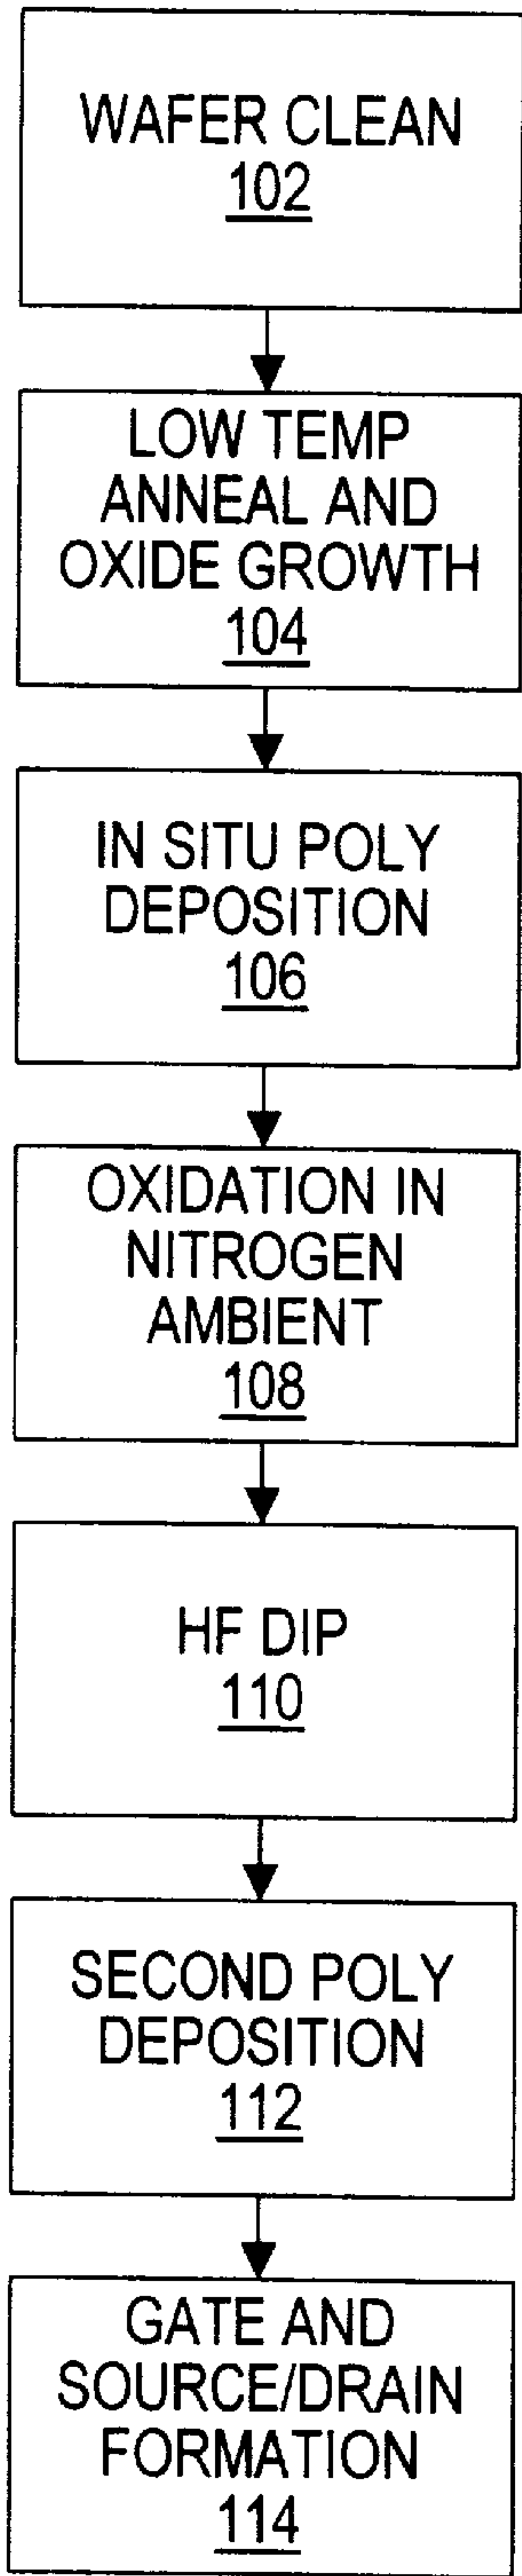 WAFER CLEAN
102
LOW TEMP
ANNEAL AND
OXIDE GROWTH
104
IN SITU POLY
DEPOSITION
106
OXIDATION IN
NITROGEN
AMBIENT
108
HF DIP
110
SECOND POLY
DEPOSITION
112
GATE AND
SOURCE/DRAIN
FORMATION
114